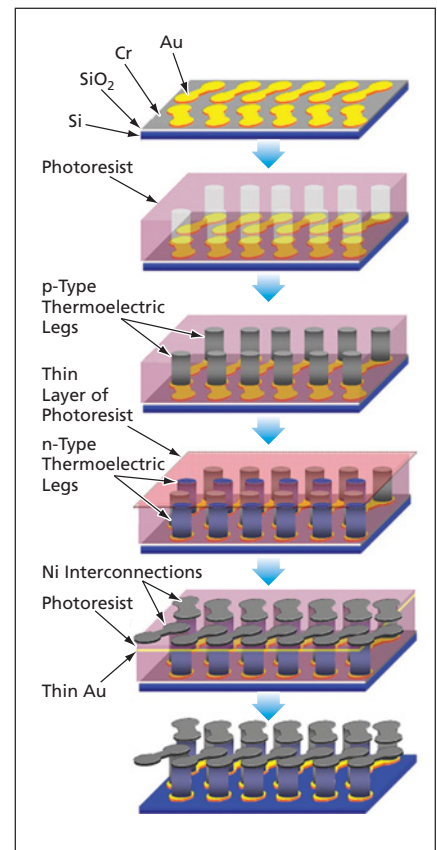 Au
Cr
SiO₂
Si
Photoresist
p-Type
Thermoelectric
Legs
Thin
Layer of
Photoresist
n-Type
Thermoelectric
Legs
Ni Interconnections
Photoresist
Thin Au